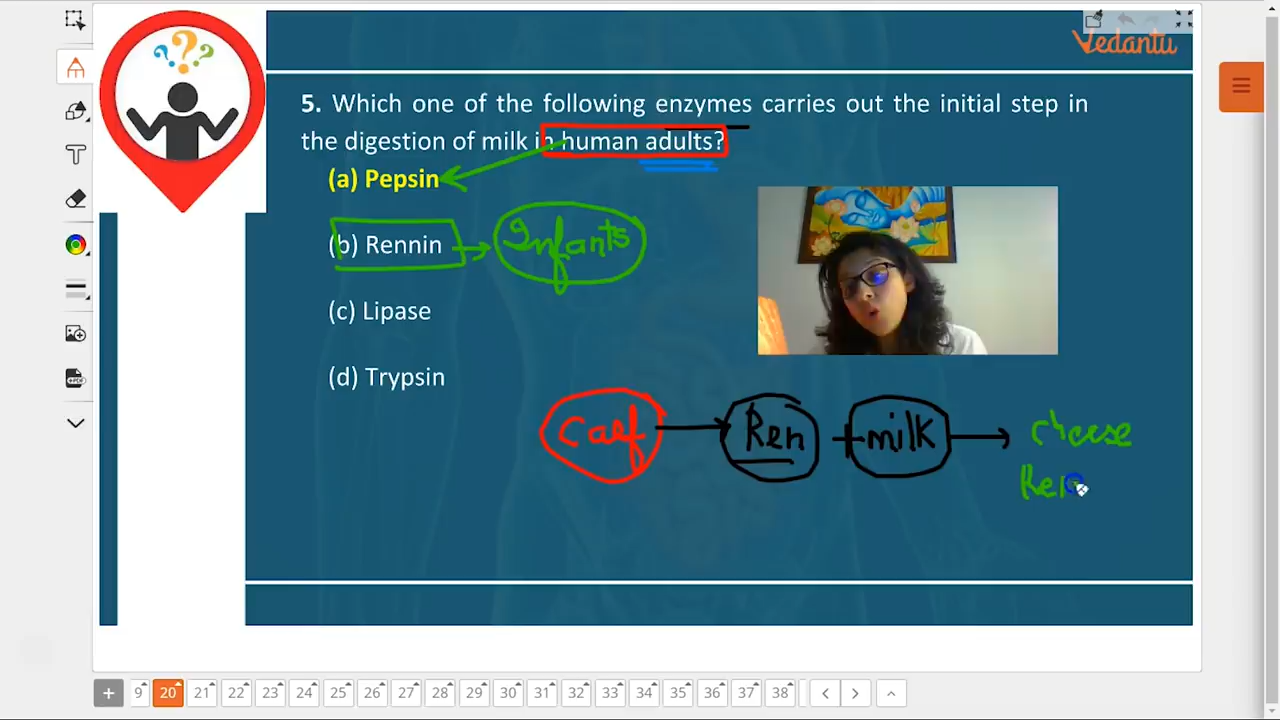 Vedantu
5. Which one of the following enzymes carries out the initial step in
the digestion of milk in human adults?
(a) Pepsin
(b) Rennin
Infants
(c) Lipase
(d) Trypsin
Calf
Ren
+ milk
cheese
9
20
21
22
23
24
25
26
27
28
29
30
31
32
33
34
35
36
37
38